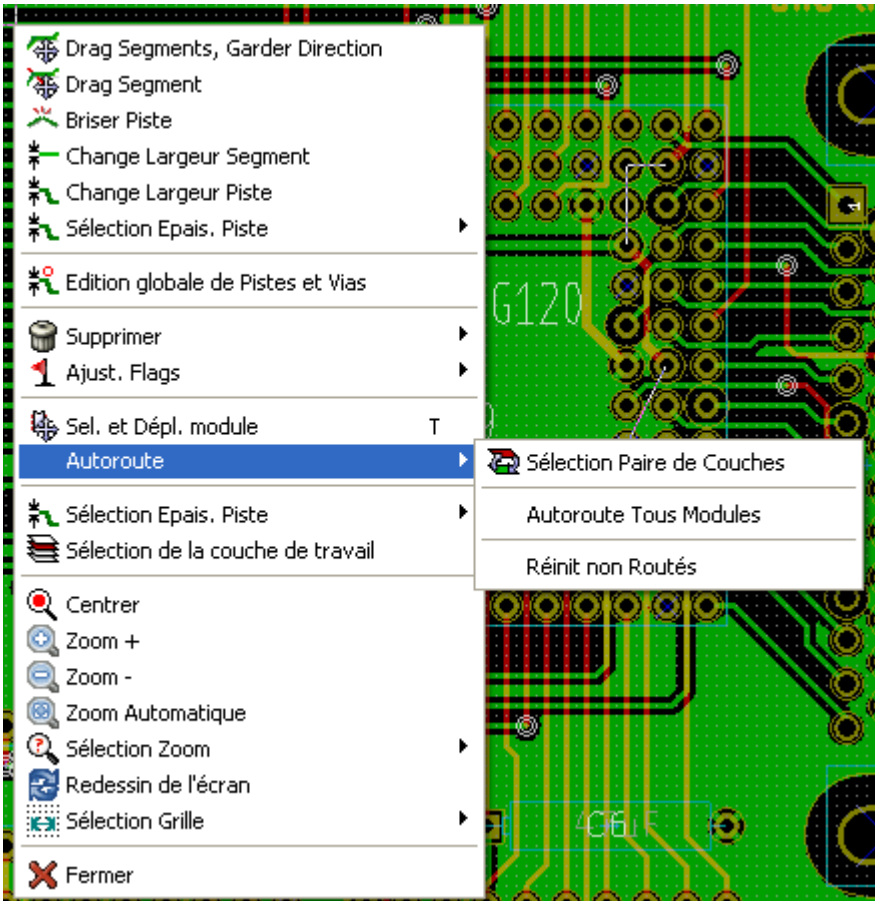 Drag Segments, Garder Direction
Drag Segment
Briser Piste
Change Largeur Segment
Change Largeur Piste
Sélection Epais. Piste
Edition globale de Pistes et Vias
Supprimer
Ajust. Flags
Sel. et Dépl. module T
Autoroute
Sélection Epais. Piste
Sélection de la couche de travail
Centrer
Zoom +
Zoom -
Zoom Automatique
Sélection Zoom
Redessin de l'écran
Sélection Grille
Fermer
Sélection Paire de Couches
Autoroute Tous Modules
Réinit non Routés
G120
1
C6